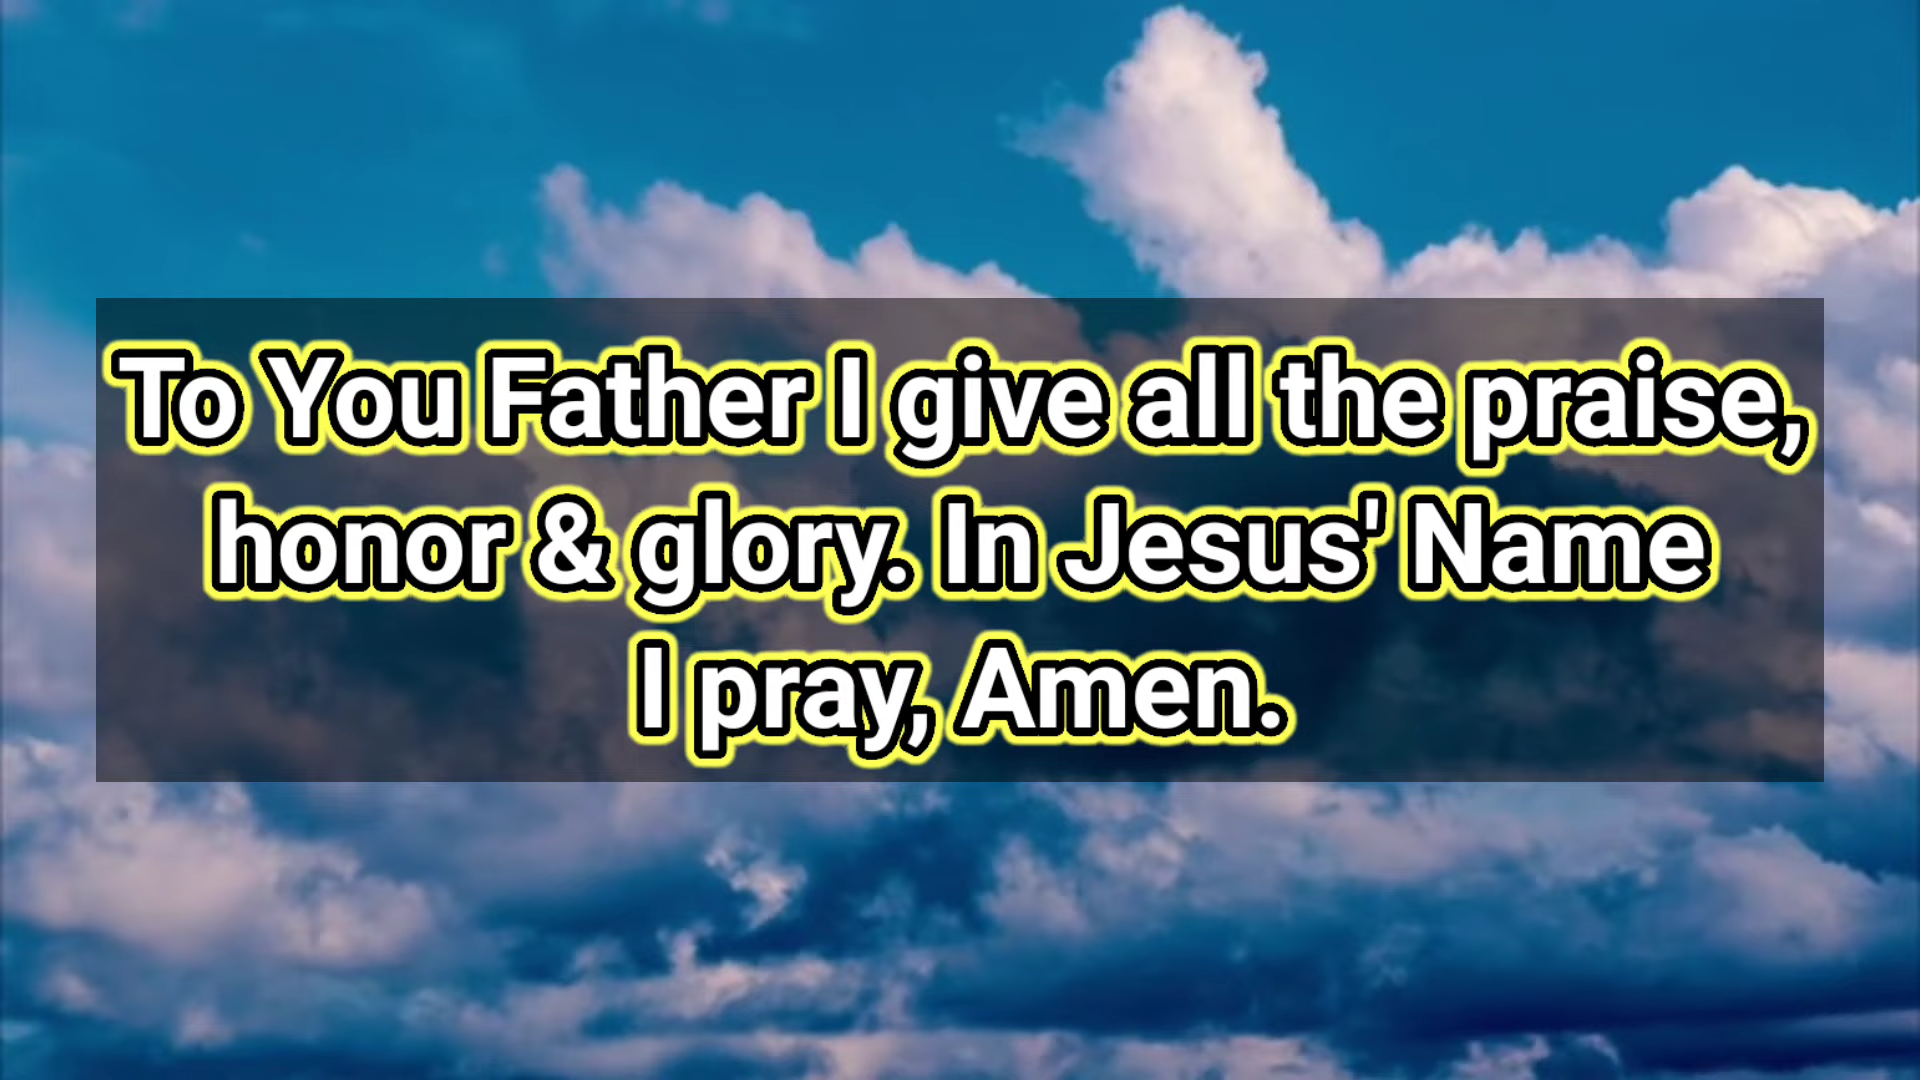 To You Father I give all the praise,
honor & glory. In Jesus' Name
I pray, Amen.